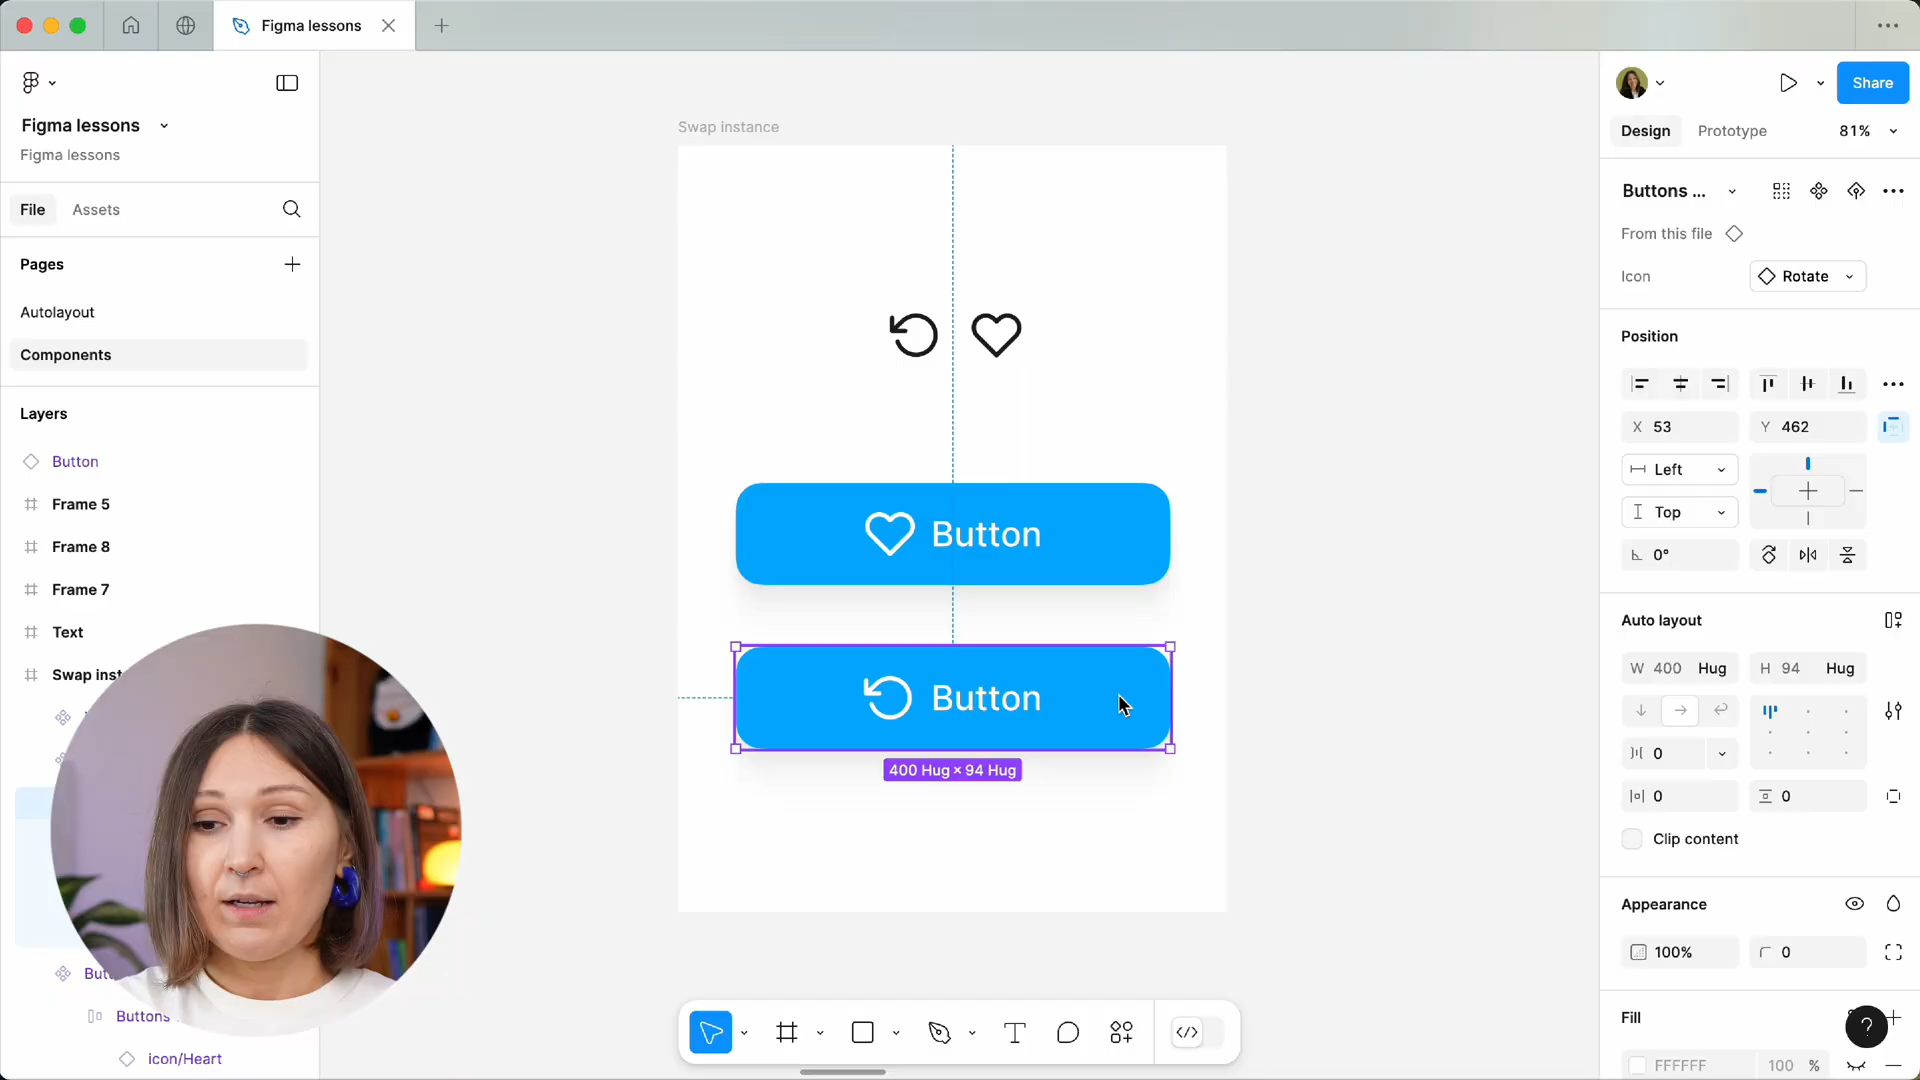 Figma lessons
Share
Figma lessons
Figma lessons
Design
Prototype
81%
File
Assets
Pages
Autolayout
Components
Layers
Button
Frame 5
Frame 8
Frame 7
Text
Swap inst
Buttons
icon/Heart
Swap instance
Button
Button
400 Hug × 94 Hug
Buttons ...
From this file
Icon
Rotate
Position
X 53
Y 462
Left
Top
0°
Auto layout
W 400 Hug
H 94 Hug
0
0
0
Clip content
Appearance
100%
0
Fill
?
FFFFFF
100 %